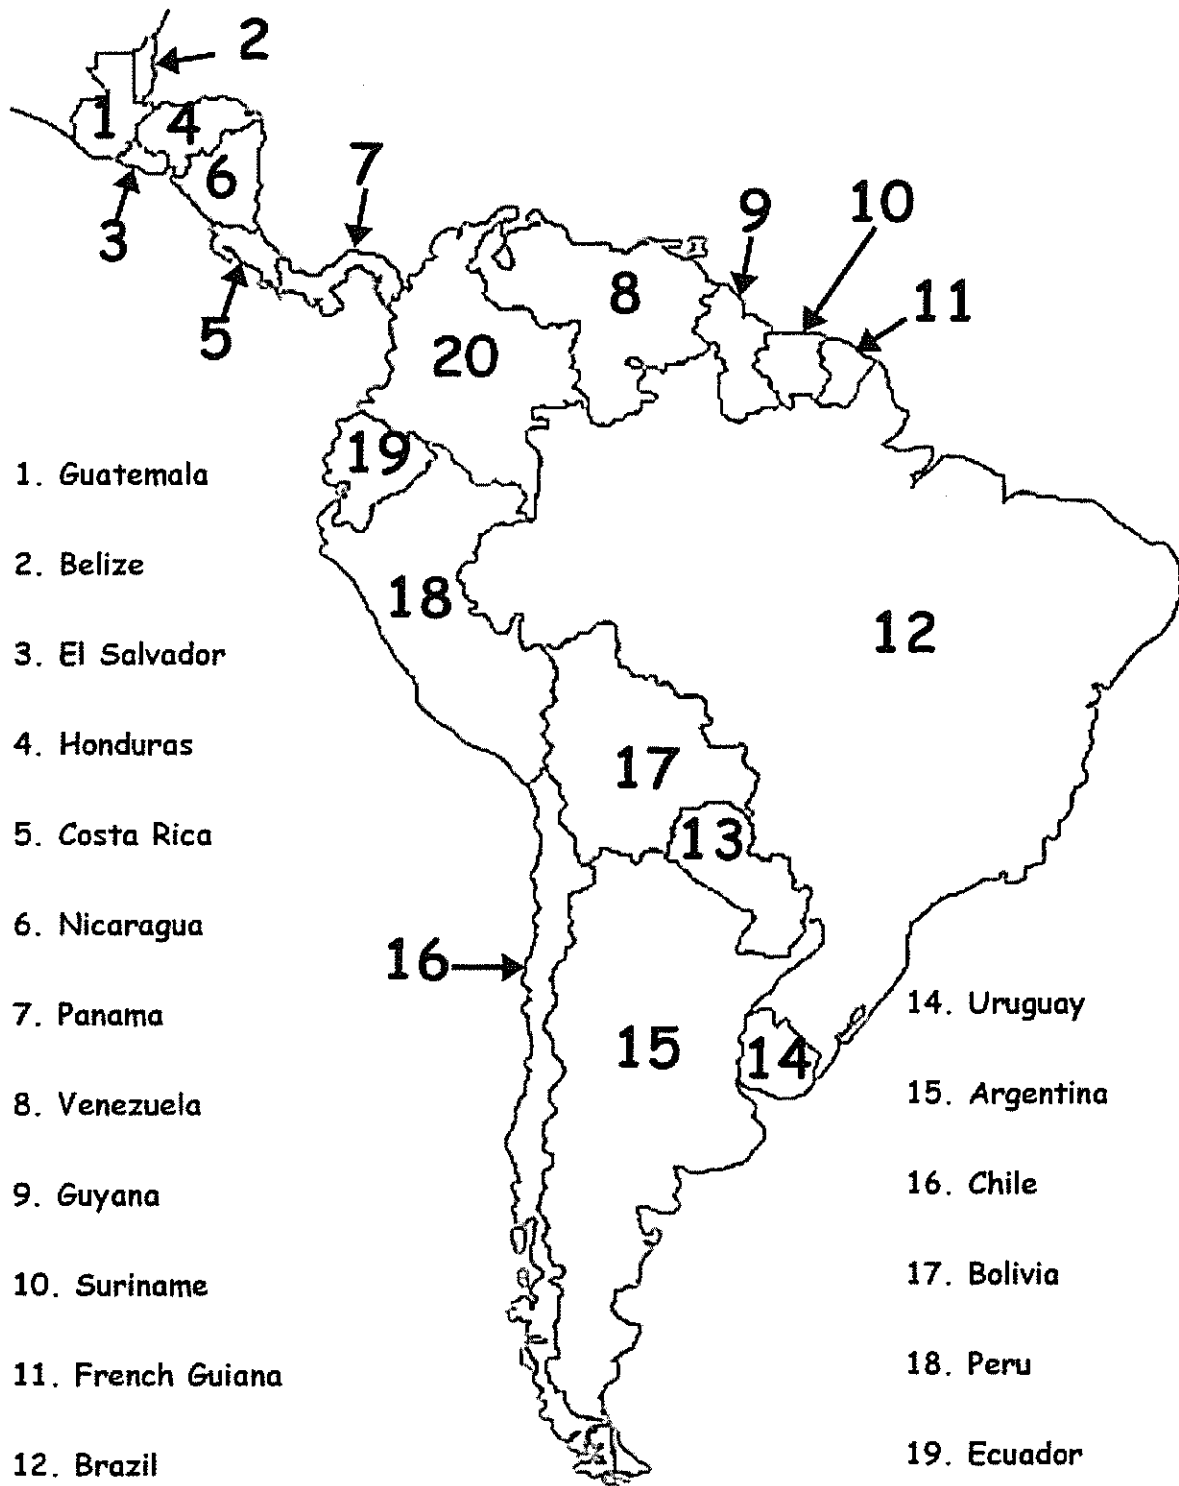 2
1
4
6
7
3
5
9
10
8
11
20
19
18
12
17
13
16
15
14
1. Guatemala
2. Belize
3. El Salvador
4. Honduras
5. Costa Rica
6. Nicaragua
7. Panama
8. Venezuela
9. Guyana
10. Suriname
11. French Guiana
12. Brazil
14. Uruguay
15. Argentina
16. Chile
17. Bolivia
18. Peru
19. Ecuador